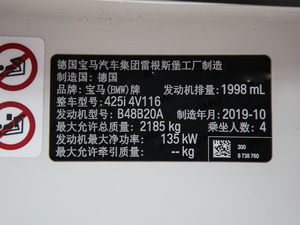 德国宝马汽车集团雷根斯堡工厂制造
制造国：德国
品牌：宝马(BMW)牌 发动机排量：1998 mL
整车型号：425i 4V116
发动机型号：B48B20A 制造年月：2019-10
最大允许总质量：2185 kg 乘坐人数：4
发动机最大净功率：135 kW
最大允许牵引质量：-- kg
300
8 738 760